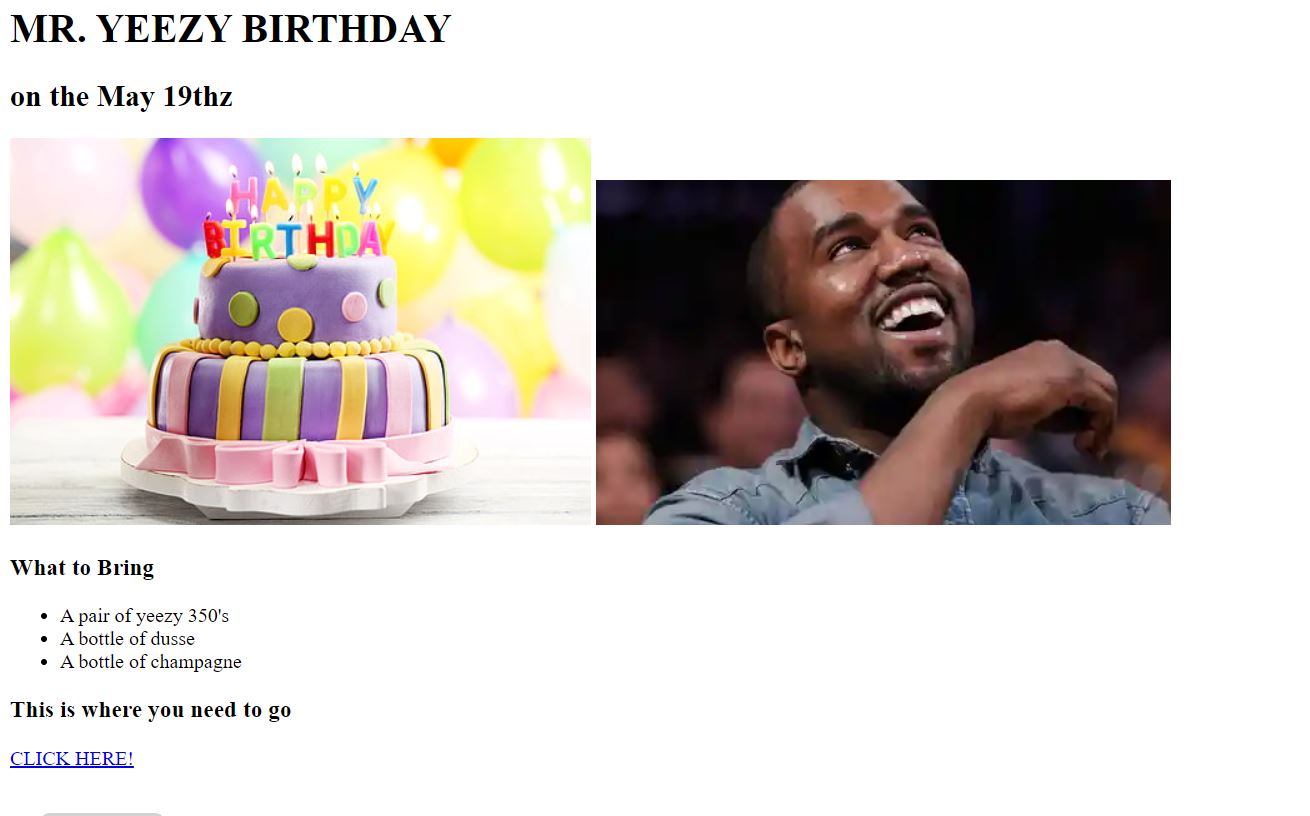 MR. YEEZY BIRTHDAY
on the May 19thz
HAPPY
BIRTHDAY
What to Bring
A pair of yeezy 350's
A bottle of dusse
A bottle of champagne
This is where you need to go
CLICK HERE!